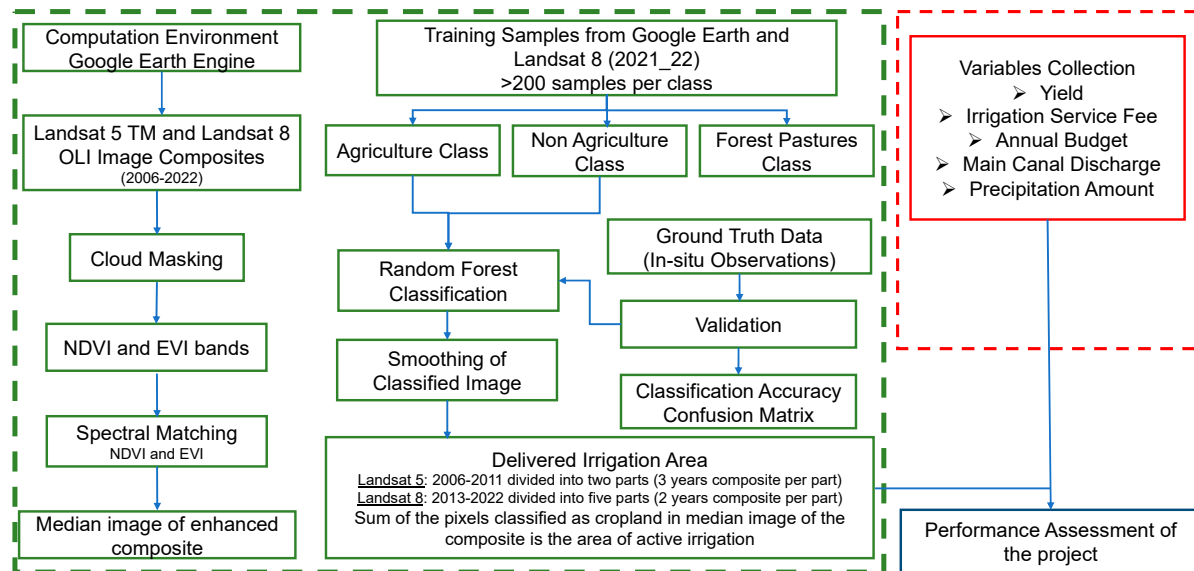 Computation Environment
Google Earth Engine
Landsat 5 TM and Landsat 8
OLI Image Composites
(2006-2022)
Cloud Masking
NDVI and EVI bands
Spectral Matching
NDVI and EVI
Median image of enhanced
composite
Training Samples from Google Earth and
Landsat 8 (2021_22)
>200 samples per class
Agriculture Class
Non Agriculture
Class
Forest Pastures
Class
Ground Truth Data
(In-situ Observations)
Random Forest
Classification
Validation
Smoothing of
Classified Image
Classification Accuracy
Confusion Matrix
Delivered Irrigation Area
Landsat 5: 2006-2011 divided into two parts (3 years composite per part)
Landsat 8: 2013-2022 divided into five parts (2 years composite per part)
Sum of the pixels classified as cropland in median image of the
composite is the area of active irrigation
Variables Collection
➢ Yield
➢ Irrigation Service Fee
➢ Annual Budget
➢ Main Canal Discharge
➢ Precipitation Amount
Performance Assessment of
the project